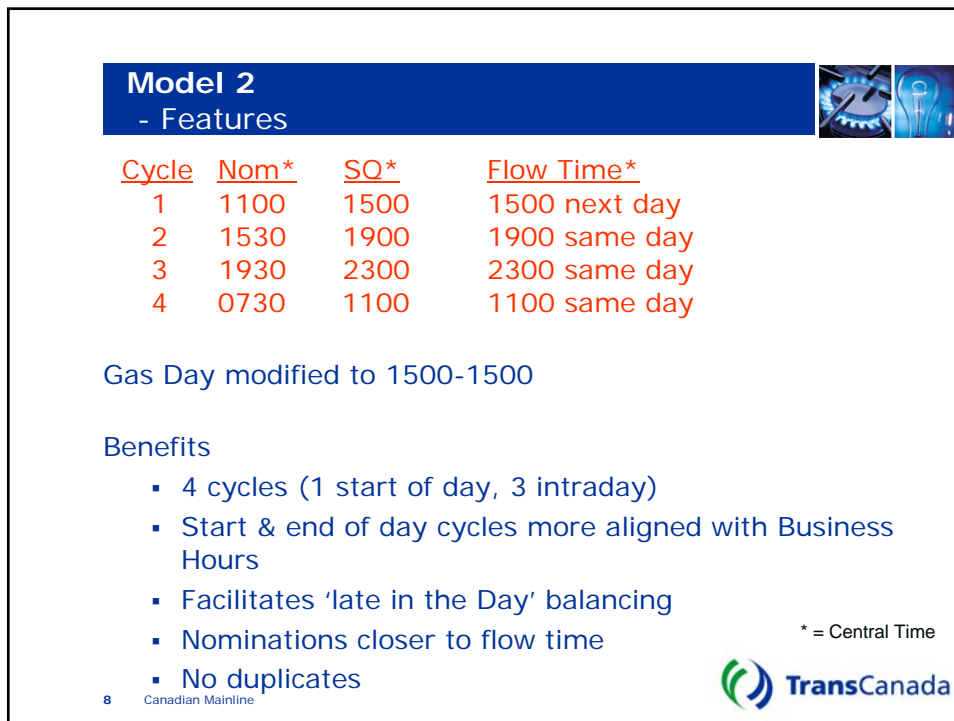 Model 2
- Features
Cycle Nom* SQ* Flow Time*
1 1100 1500 1500 next day
2 1530 1900 1900 same day
3 1930 2300 2300 same day
4 0730 1100 1100 same day
Gas Day modified to 1500-1500
Benefits
▪ 4 cycles (1 start of day, 3 intraday)
▪ Start & end of day cycles more aligned with Business
Hours
▪ Facilitates ‘late in the Day’ balancing
▪ Nominations closer to flow time
▪ No duplicates
* = Central Time
8 Canadian Mainline
TransCanada